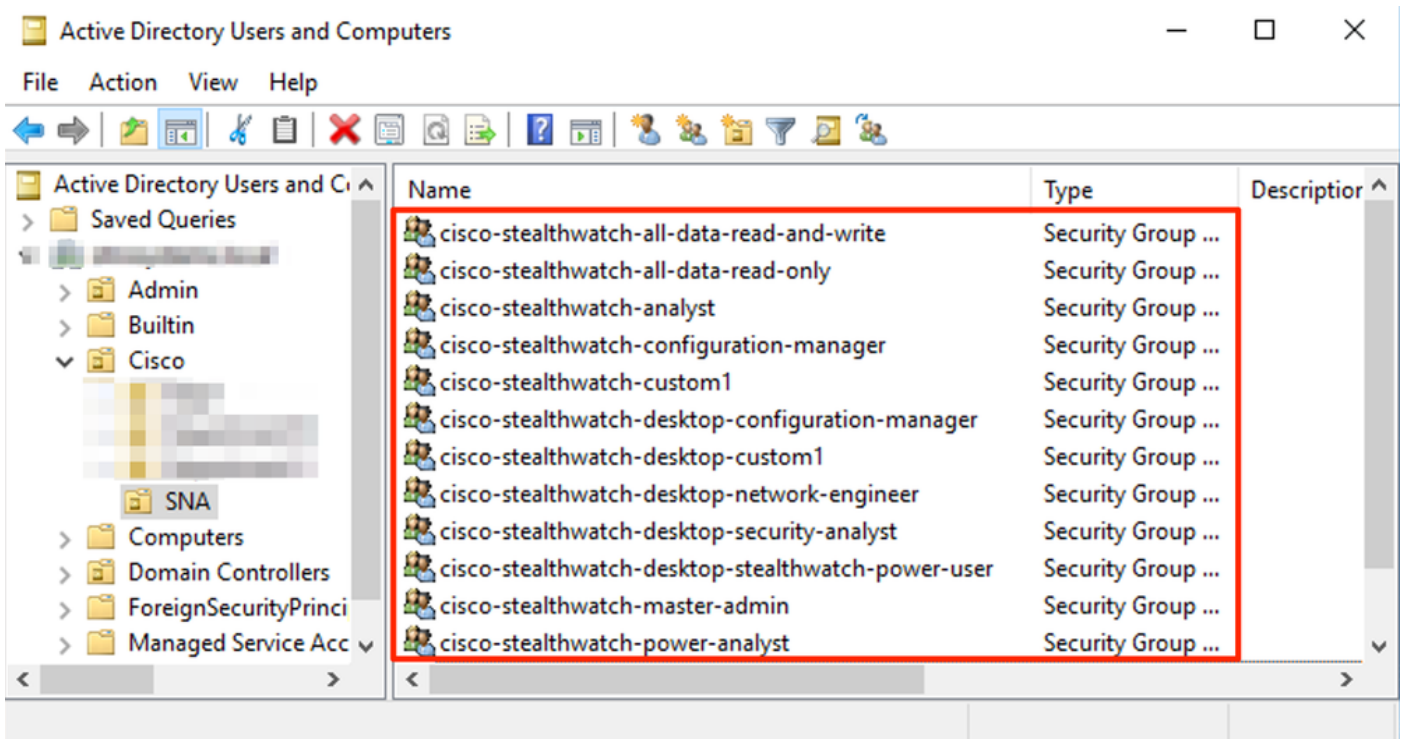 Active Directory Users and Computers
File Action View Help
Active Directory Users and C
Saved Queries
Admin
Builtin
Cisco
SNA
Computers
Domain Controllers
ForeignSecurityPrinci
Managed Service Acc
Name Type Description
cisco-stealthwatch-all-data-read-and-write Security Group ...
cisco-stealthwatch-all-data-read-only Security Group ...
cisco-stealthwatch-analyst Security Group ...
cisco-stealthwatch-configuration-manager Security Group ...
cisco-stealthwatch-custom1 Security Group ...
cisco-stealthwatch-desktop-configuration-manager Security Group ...
cisco-stealthwatch-desktop-custom1 Security Group ...
cisco-stealthwatch-desktop-network-engineer Security Group ...
cisco-stealthwatch-desktop-security-analyst Security Group ...
cisco-stealthwatch-desktop-stealthwatch-power-user Security Group ...
cisco-stealthwatch-master-admin Security Group ...
cisco-stealthwatch-power-analyst Security Group ...